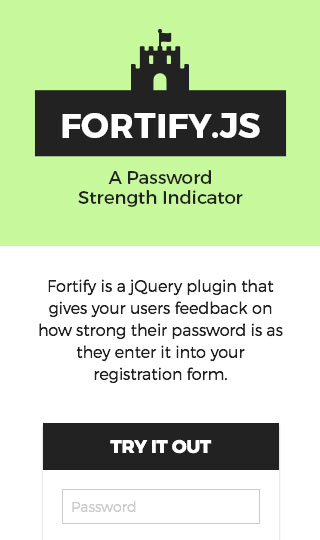 FORTIFY.JS
A Password
Strength Indicator
Fortify is a jQuery plugin that
gives your users feedback on
how strong their password is as
they enter it into your
registration form.
TRY IT OUT
Password